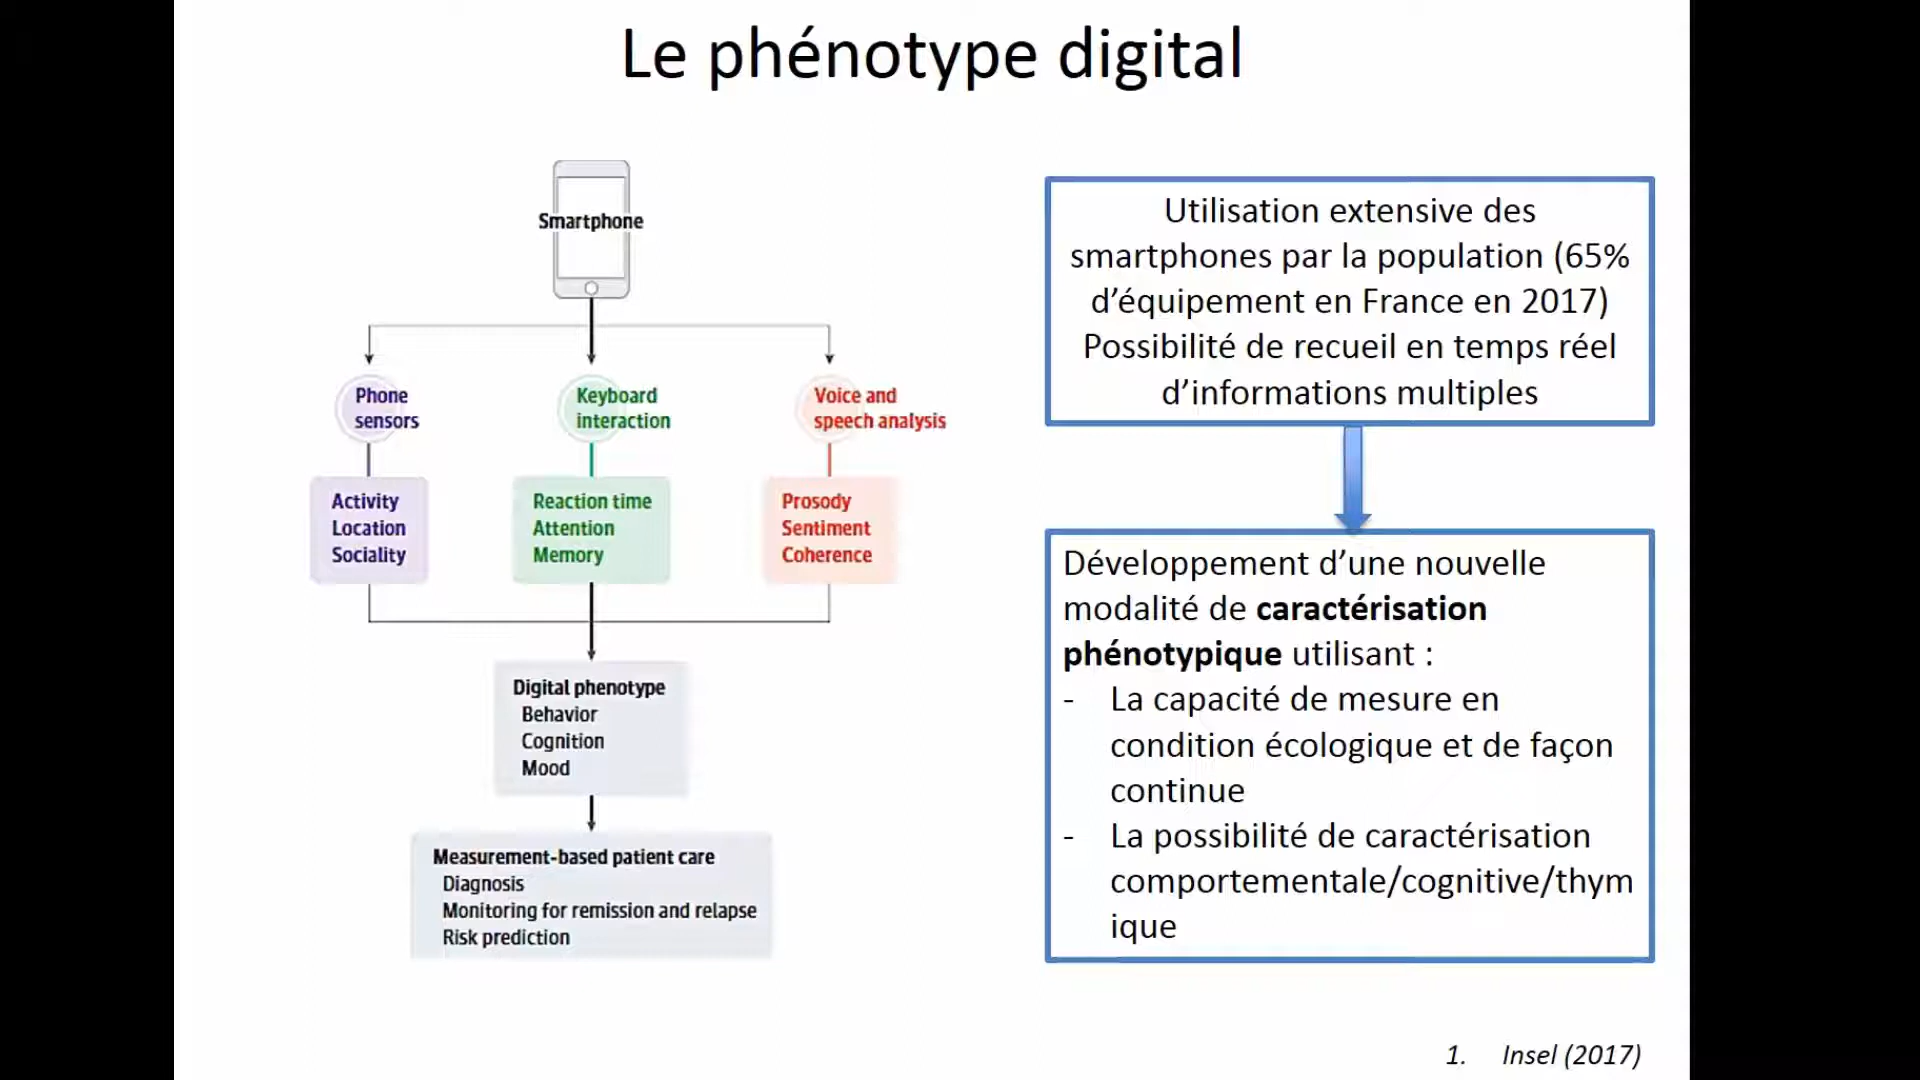 Le phénotype digital
Smartphone
Phone
sensors
Keyboard
interaction
Voice and
speech analysis
Activity
Location
Sociality
Reaction time
Attention
Memory
Prosody
Sentiment
Coherence
Digital phenotype
Behavior
Cognition
Mood
Measurement-based patient care
Diagnosis
Monitoring for remission and relapse
Risk prediction
Utilisation extensive des
smartphones par la population (65%
d’équipement en France en 2017)
Possibilité de recueil en temps réel
d’informations multiples
Développement d’une nouvelle
modalité de caractérisation
phénotypique utilisant :
- La capacité de mesure en
condition écologique et de façon
continue
- La possibilité de caractérisation
comportementale/cognitive/thym
ique
1. Insel (2017)